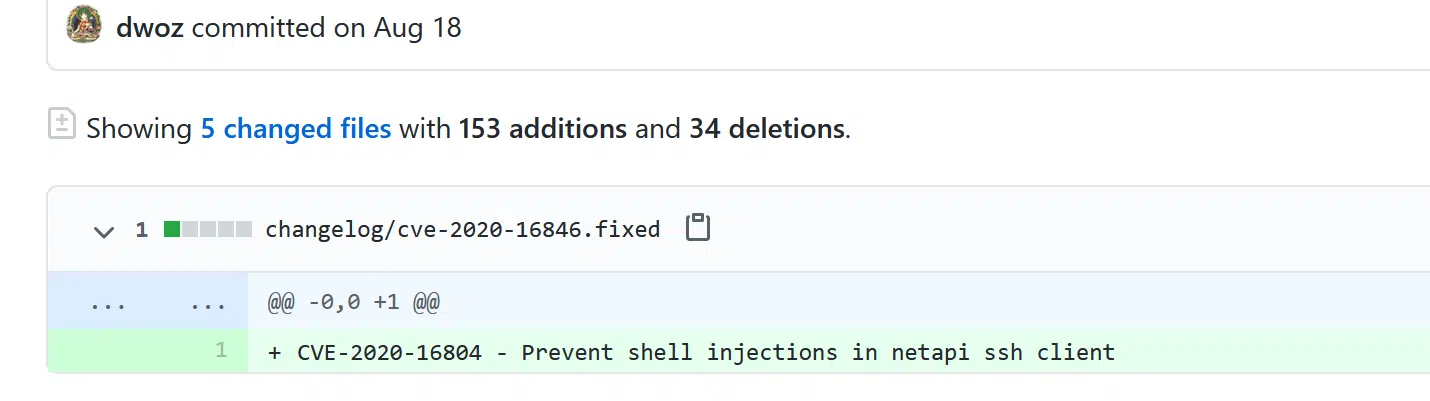 dwoz committed on Aug 18
Showing 5 changed files with 153 additions and 34 deletions.
1 changelog/cve-2020-16846.fixed
... ... @@ -0,0 +1 @@
1 + CVE-2020-16804 - Prevent shell injections in netapi ssh client